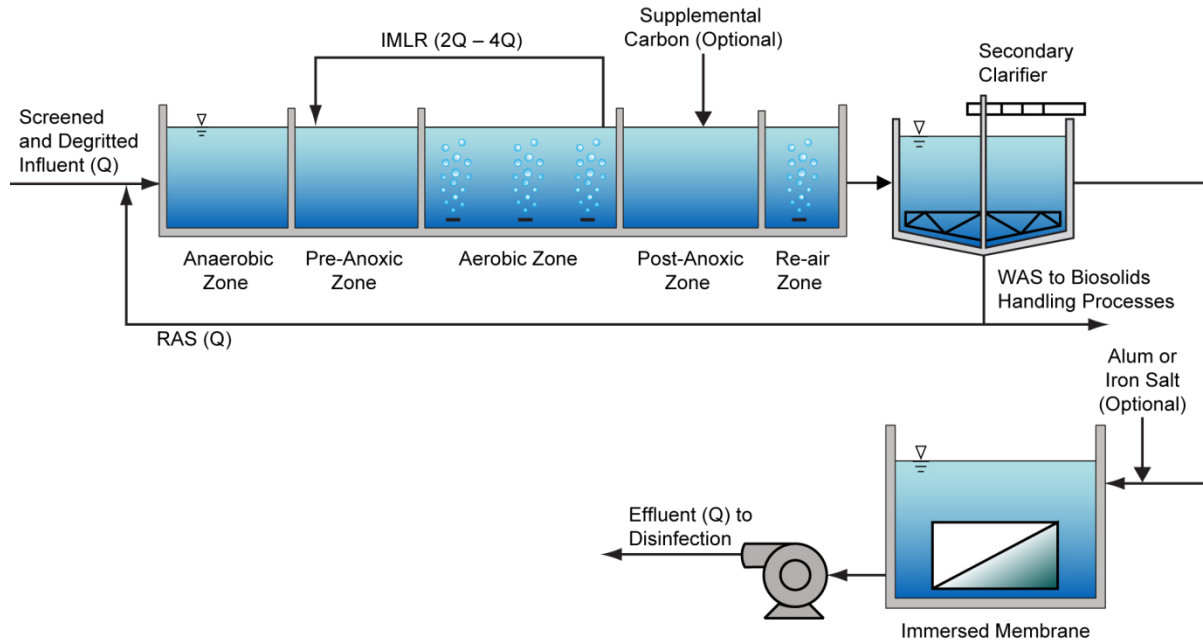 Supplemental
Carbon (Optional)
IMLR (2Q – 4Q)
Secondary
Clarifier
Screened
and Degritted
Influent (Q)
Anaerobic
Zone
Pre-Anoxic
Zone
Aerobic Zone
Post-Anoxic
Zone
Re-air
Zone
WAS to Biosolids
Handling Processes
RAS (Q)
Alum or
Iron Salt
(Optional)
Effluent (Q) to
Disinfection
Immersed Membrane